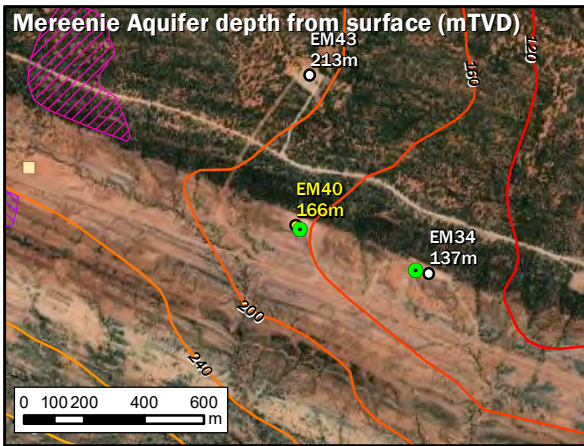 Mereenie Aquifer depth from surface (mTVD)
EM43
213m
160
120
EM40
166m
EM34
137m
200
240
0 100 200 400 600
m